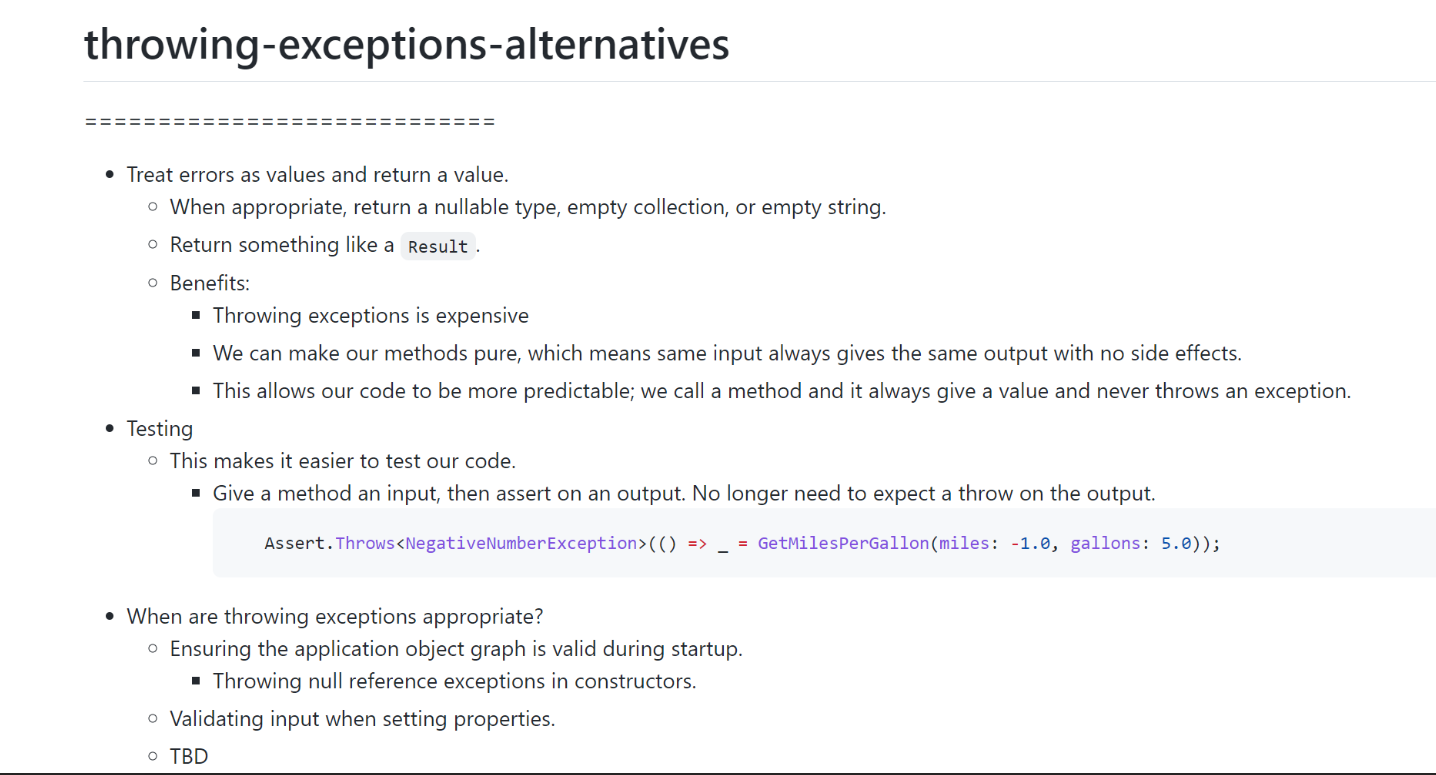 throwing-exceptions-alternatives
============================
Treat errors as values and return a value.
When appropriate, return a nullable type, empty collection, or empty string.
Return something like a Result.
Benefits:
Throwing exceptions is expensive
We can make our methods pure, which means same input always gives the same output with no side effects.
This allows our code to be more predictable; we call a method and it always give a value and never throws an exception.
Testing
This makes it easier to test our code.
Give a method an input, then assert on an output. No longer need to expect a throw on the output.
Assert.Throws<NegativeNumberException>(() => _ = GetMilesPerGallon(miles: -1.0, gallons: 5.0));
When are throwing exceptions appropriate?
Ensuring the application object graph is valid during startup.
Throwing null reference exceptions in constructors.
Validating input when setting properties.
TBD